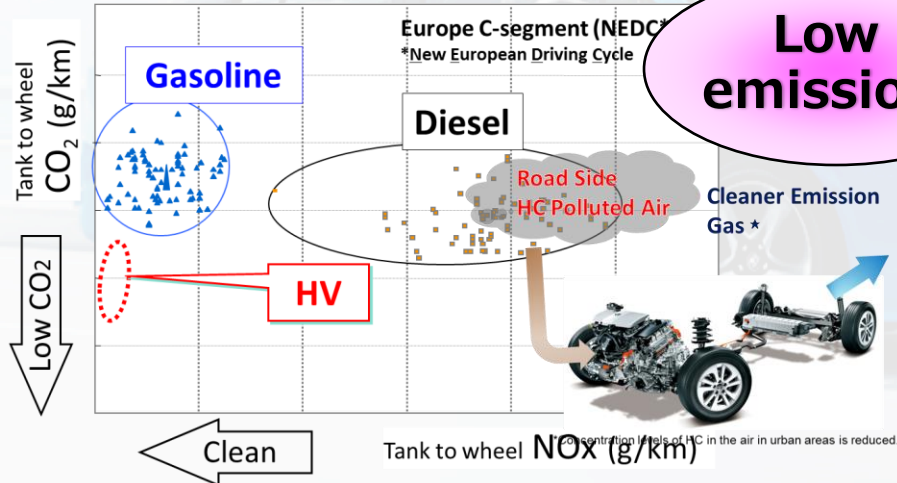 Europe C-segment (NEDC*
*New European Driving Cycle
Low
Gasoline
Diesel
Tank to wheel
CO₂ (g/km)
Road Side
HC Polluted Air
Cleaner Emission
Gas *
HV
Low CO₂
*Concentration levels of HC in the air in urban areas is reduced.
Clean
Tank to wheel NOx (g/km)